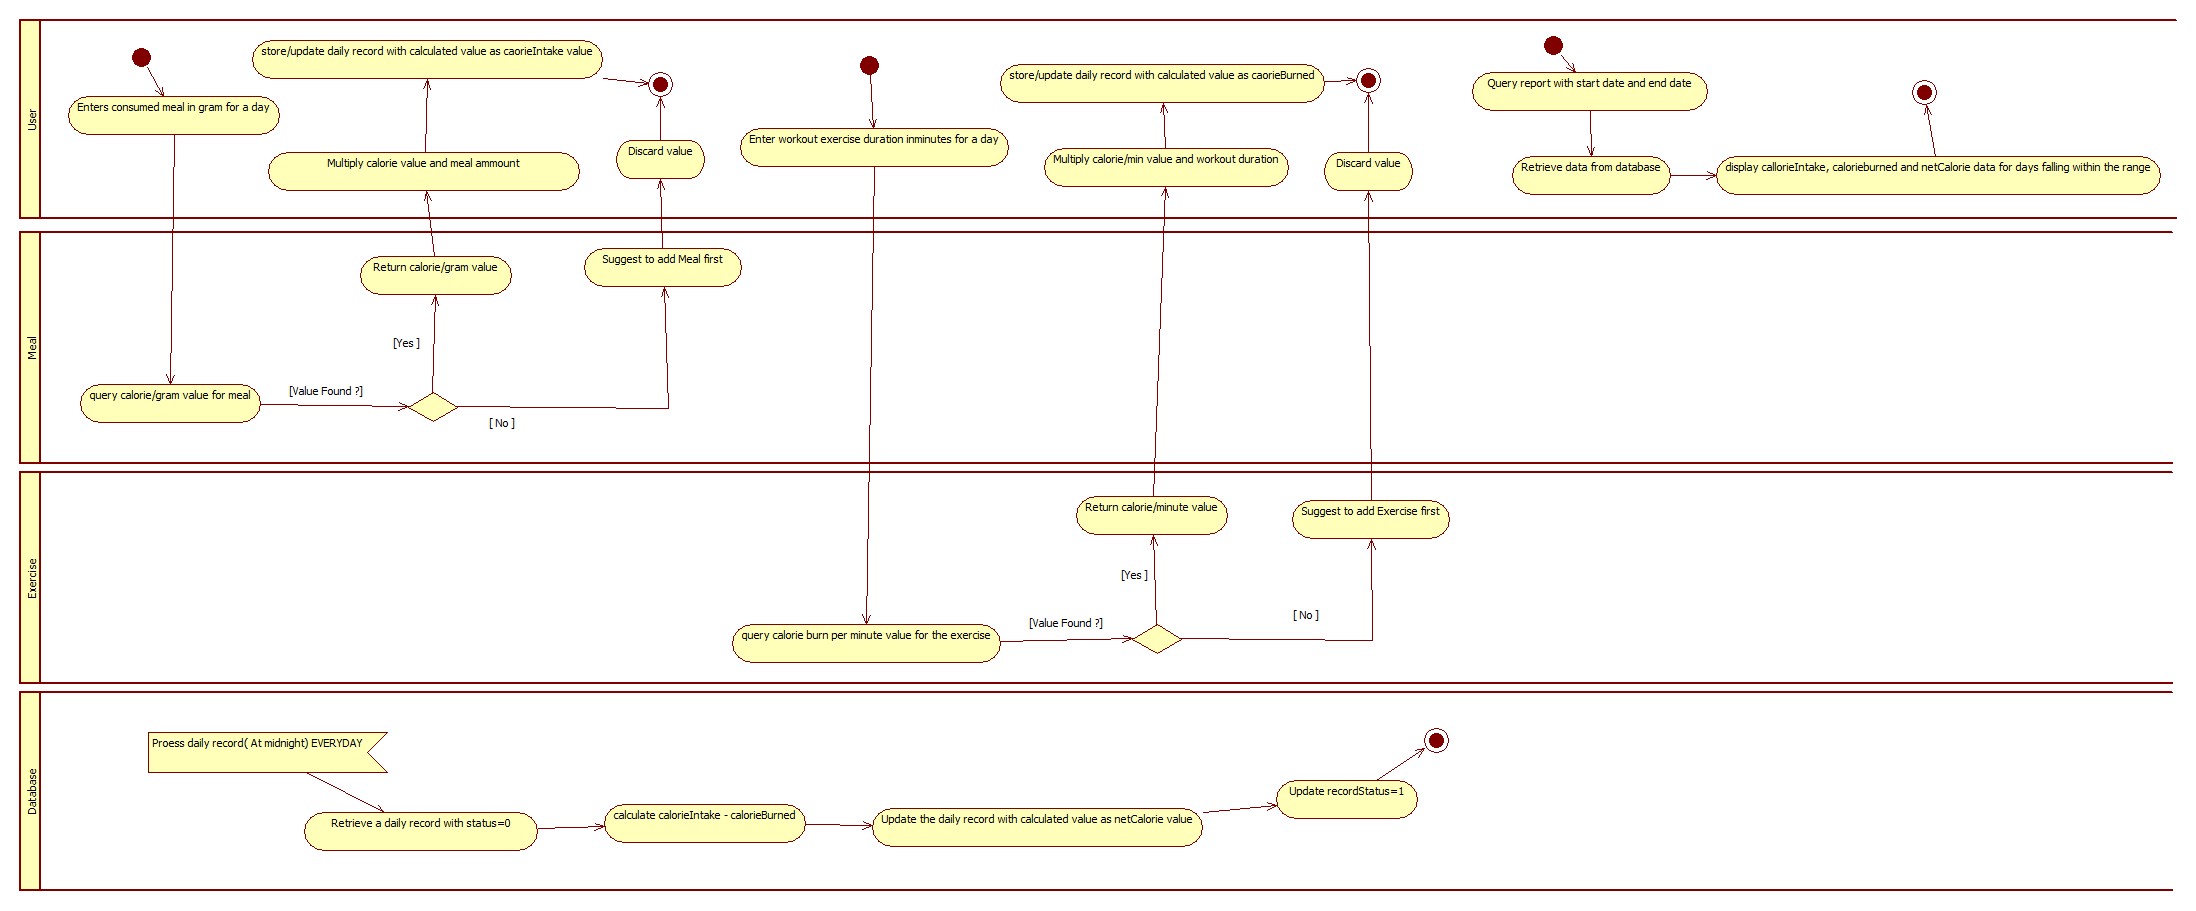 User
store/update daily record with calculated value as caorieIntake value
Enters consumed meal in gram for a day
Multiply calorie value and meal ammount
Discard value
Enter workout exercise duration inminutes for a day
store/update daily record with calculated value as caorieBurned
Multiply calorie/min value and workout duration
Discard value
Query report with start date and end date
Retrieve data from database
display callorieIntake, calorieburned and netCalorie data for days falling within the range
Meal
Return calorie/gram value
Suggest to add Meal first
[Yes ]
query calorie/gram value for meal
[Value Found ?]
[ No ]
Exercise
Return calorie/minute value
Suggest to add Exercise first
[Yes ]
query calorie burn per minute value for the exercise
[Value Found ?]
[ No ]
Database
Proess daily record( At midnight) EVERYDAY
Retrieve a daily record with status=0
calculate calorieIntake - calorieBurned
Update the daily record with calculated value as netCalorie value
Update recordStatus=1